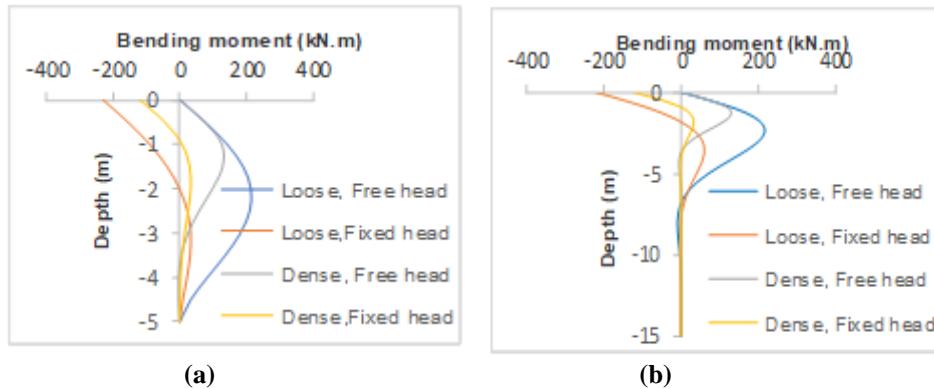 Bending moment (kN.m)
-400 -200 0 200 400
0
-1
-2
-3
-4
-5
Depth (m)
Loose, Free head
Loose,Fixed head
Dense, Free head
Dense,Fixed head
(a)
Bending moment (kN.m)
-400 -200 0 200 400
0
-5
-10
-15
Depth (m)
Loose, Free head
Loose, Fixed head
Dense, Free head
Dense, Fixed head
(b)